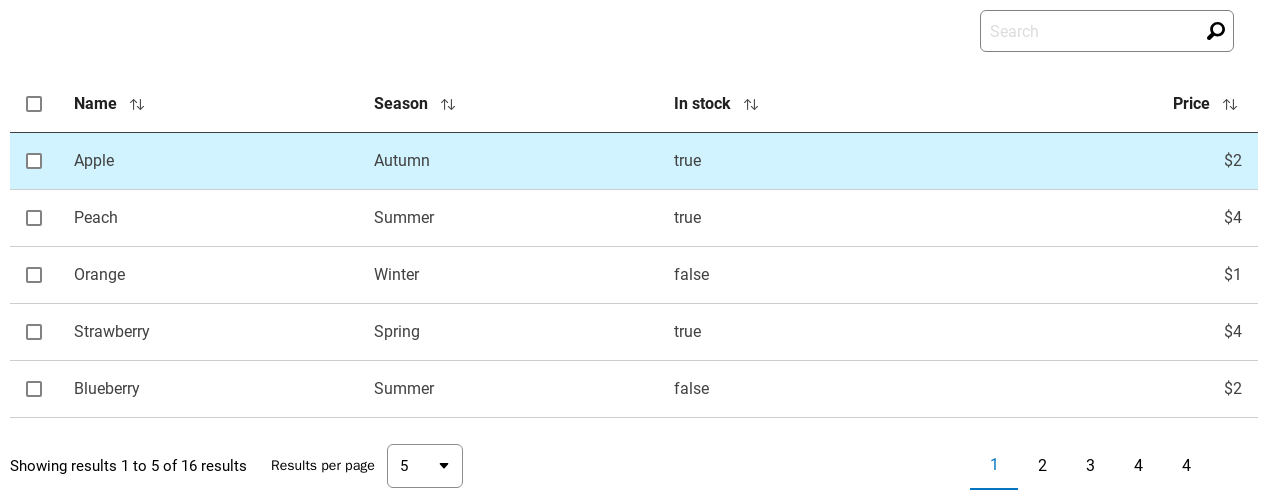 Search
Name Season In stock Price
Apple Autumn true $2
Peach Summer true $4
Orange Winter false $1
Strawberry Spring true $4
Blueberry Summer false $2
Showing results 1 to 5 of 16 results Results per page 5 1 2 3 4 4